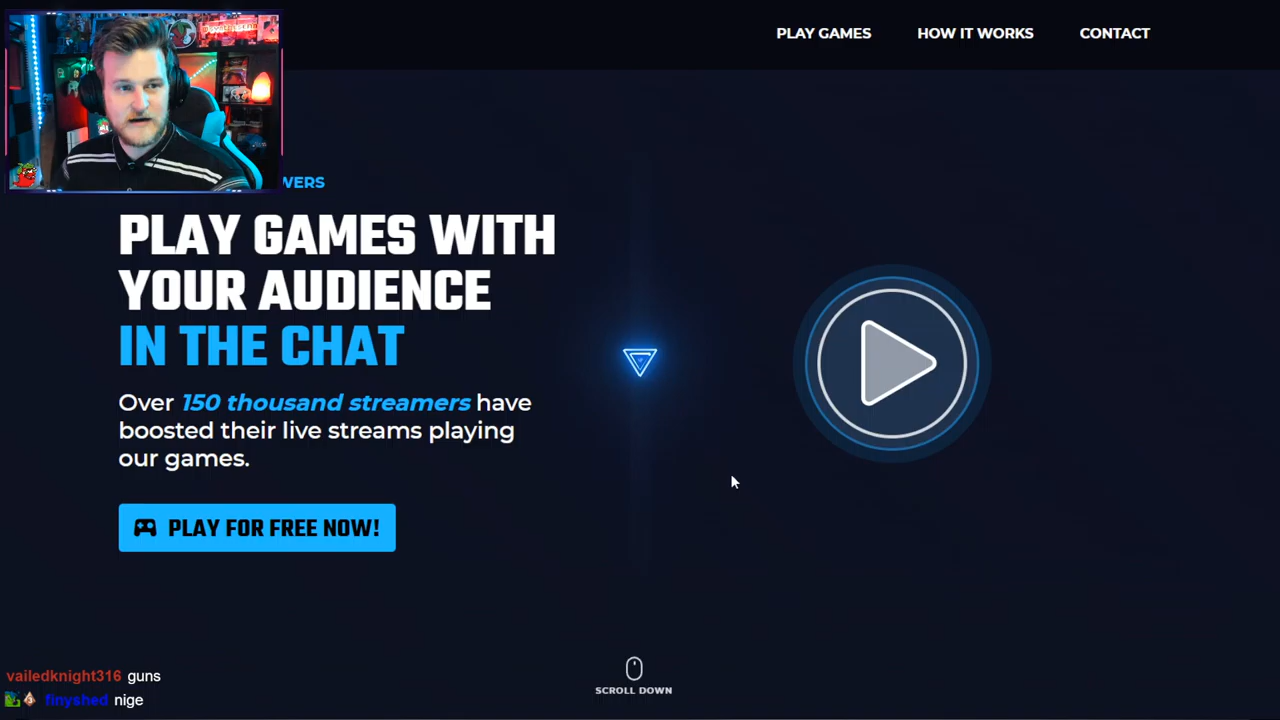 PLAY GAMES HOW IT WORKS CONTACT
PLAY GAMES WITH
YOUR AUDIENCE
IN THE CHAT
Over 150 thousand streamers have
boosted their live streams playing
our games.
PLAY FOR FREE NOW!
SCROLL DOWN
vailedknight316 guns
finyshed nige